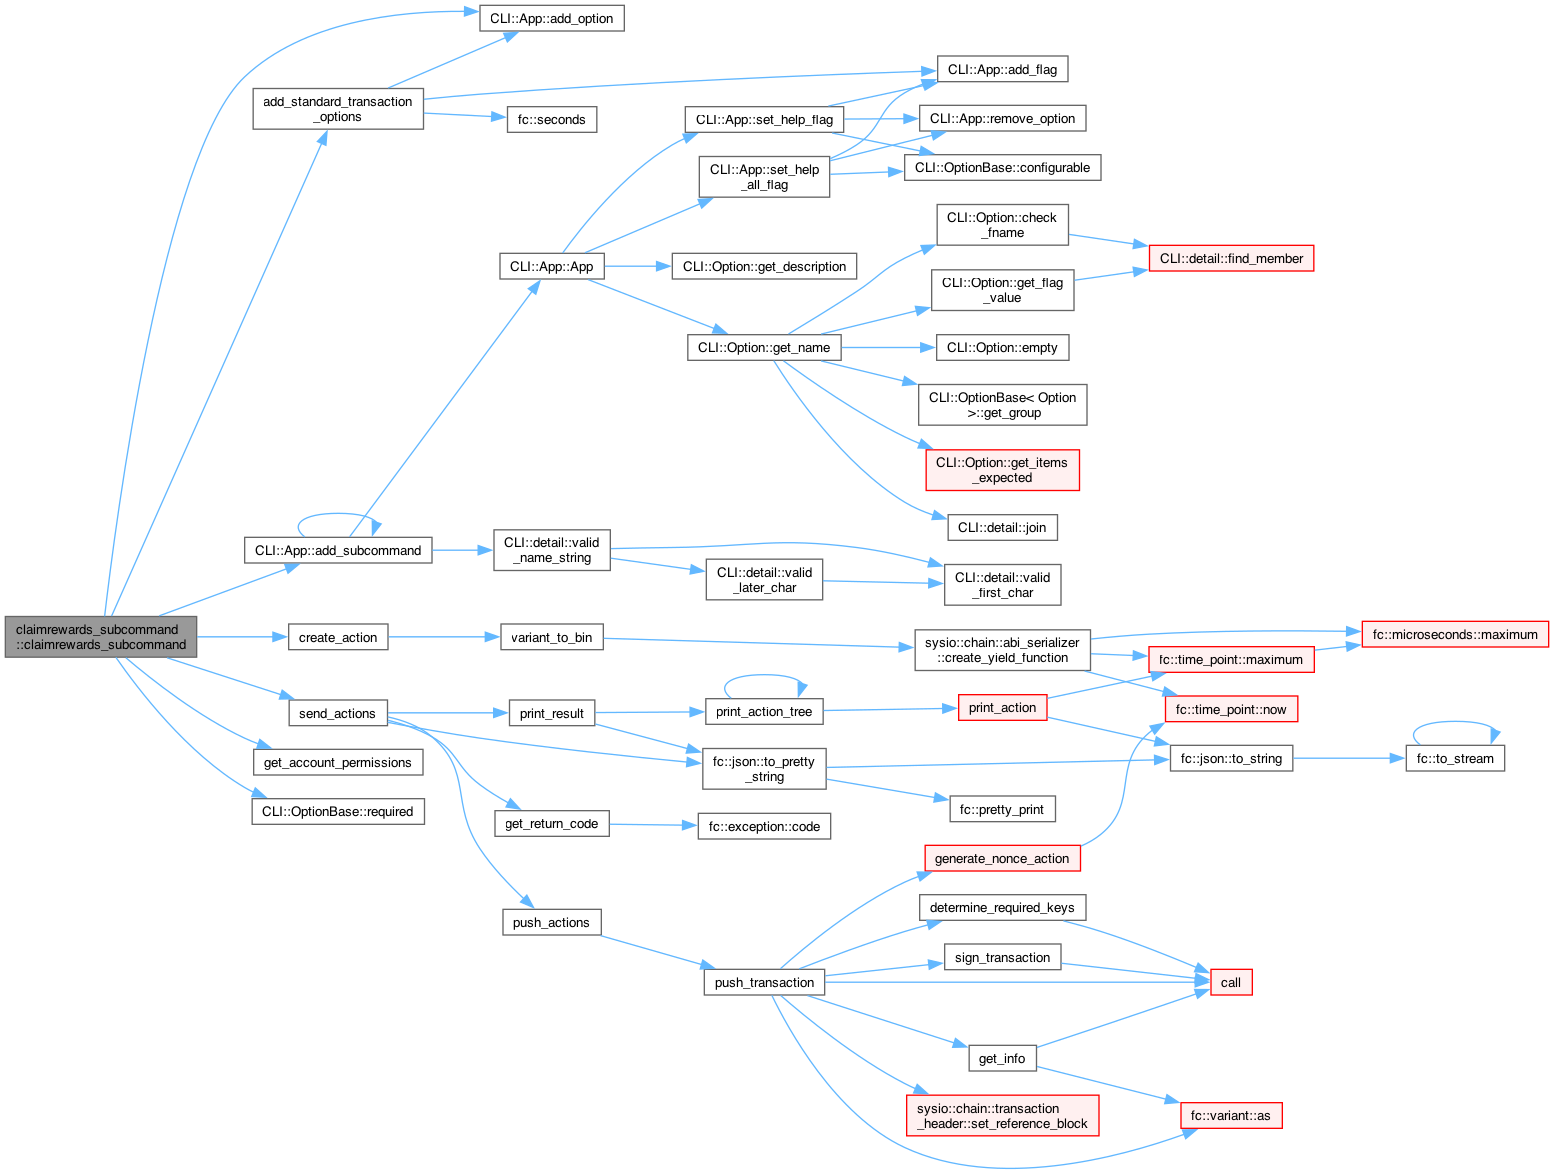 CLI::App::add_option
add_standard_transaction
_options
fc::seconds
CLI::App::add_flag
CLI::App::set_help_flag
CLI::App::remove_option
CLI::App::set_help
_all_flag
CLI::OptionBase::configurable
CLI::App::App
CLI::Option::get_description
CLI::Option::check
_fname
CLI::detail::find_member
CLI::Option::get_flag
_value
CLI::Option::get_name
CLI::Option::empty
CLI::OptionBase< Option
>::get_group
CLI::Option::get_items
_expected
CLI::detail::join
CLI::App::add_subcommand
CLI::detail::valid
_name_string
CLI::detail::valid
_later_char
CLI::detail::valid
_first_char
claimrewards_subcommand
::claimrewards_subcommand
create_action
variant_to_bin
sysio::chain::abi_serializer
::create_yield_function
fc::microseconds::maximum
fc::time_point::maximum
send_actions
print_result
print_action_tree
print_action
fc::time_point::now
get_account_permissions
fc::json::to_pretty
_string
fc::json::to_string
fc::to_stream
CLI::OptionBase::required
get_return_code
fc::exception::code
fc::pretty_print
generate_nonce_action
push_actions
determine_required_keys
sign_transaction
push_transaction
call
get_info
sysio::chain::transaction
_header::set_reference_block
fc::variant::as